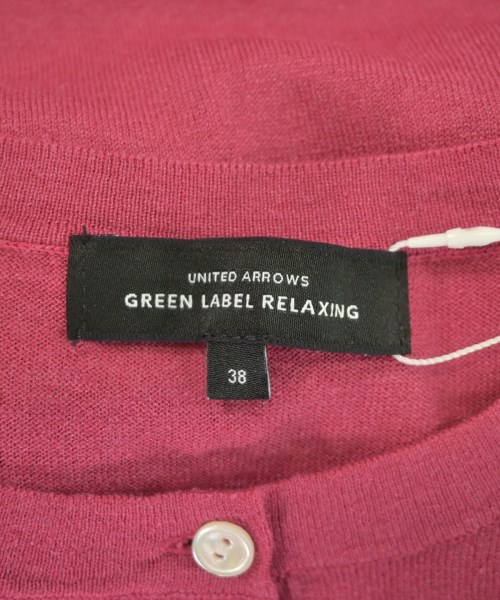 UNITED ARROWS
GREEN LABEL RELAXING
38